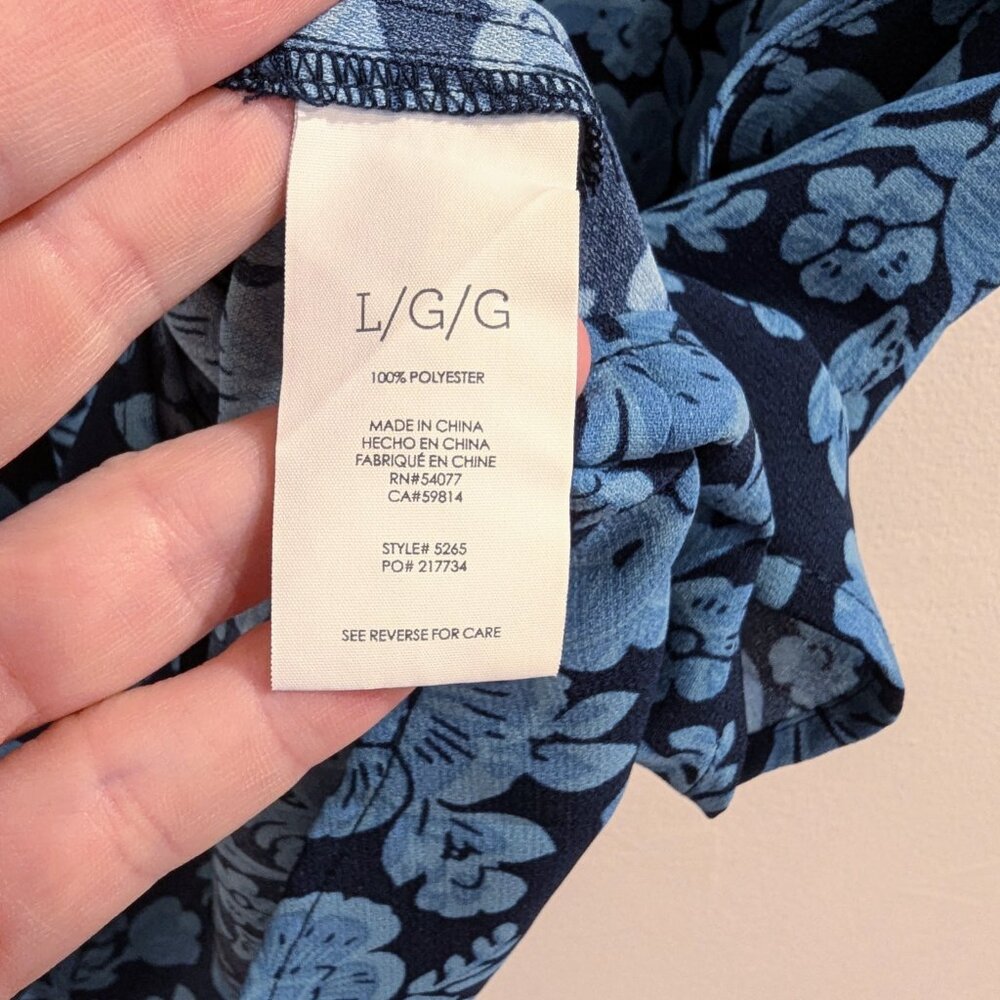 L/G/G
100% POLYESTER
MADE IN CHINA
HECHO EN CHINA
FABRIQUÉ EN CHINE
RN#54077
CA#59814
STYLE# 5265
PO# 217734
SEE REVERSE FOR CARE